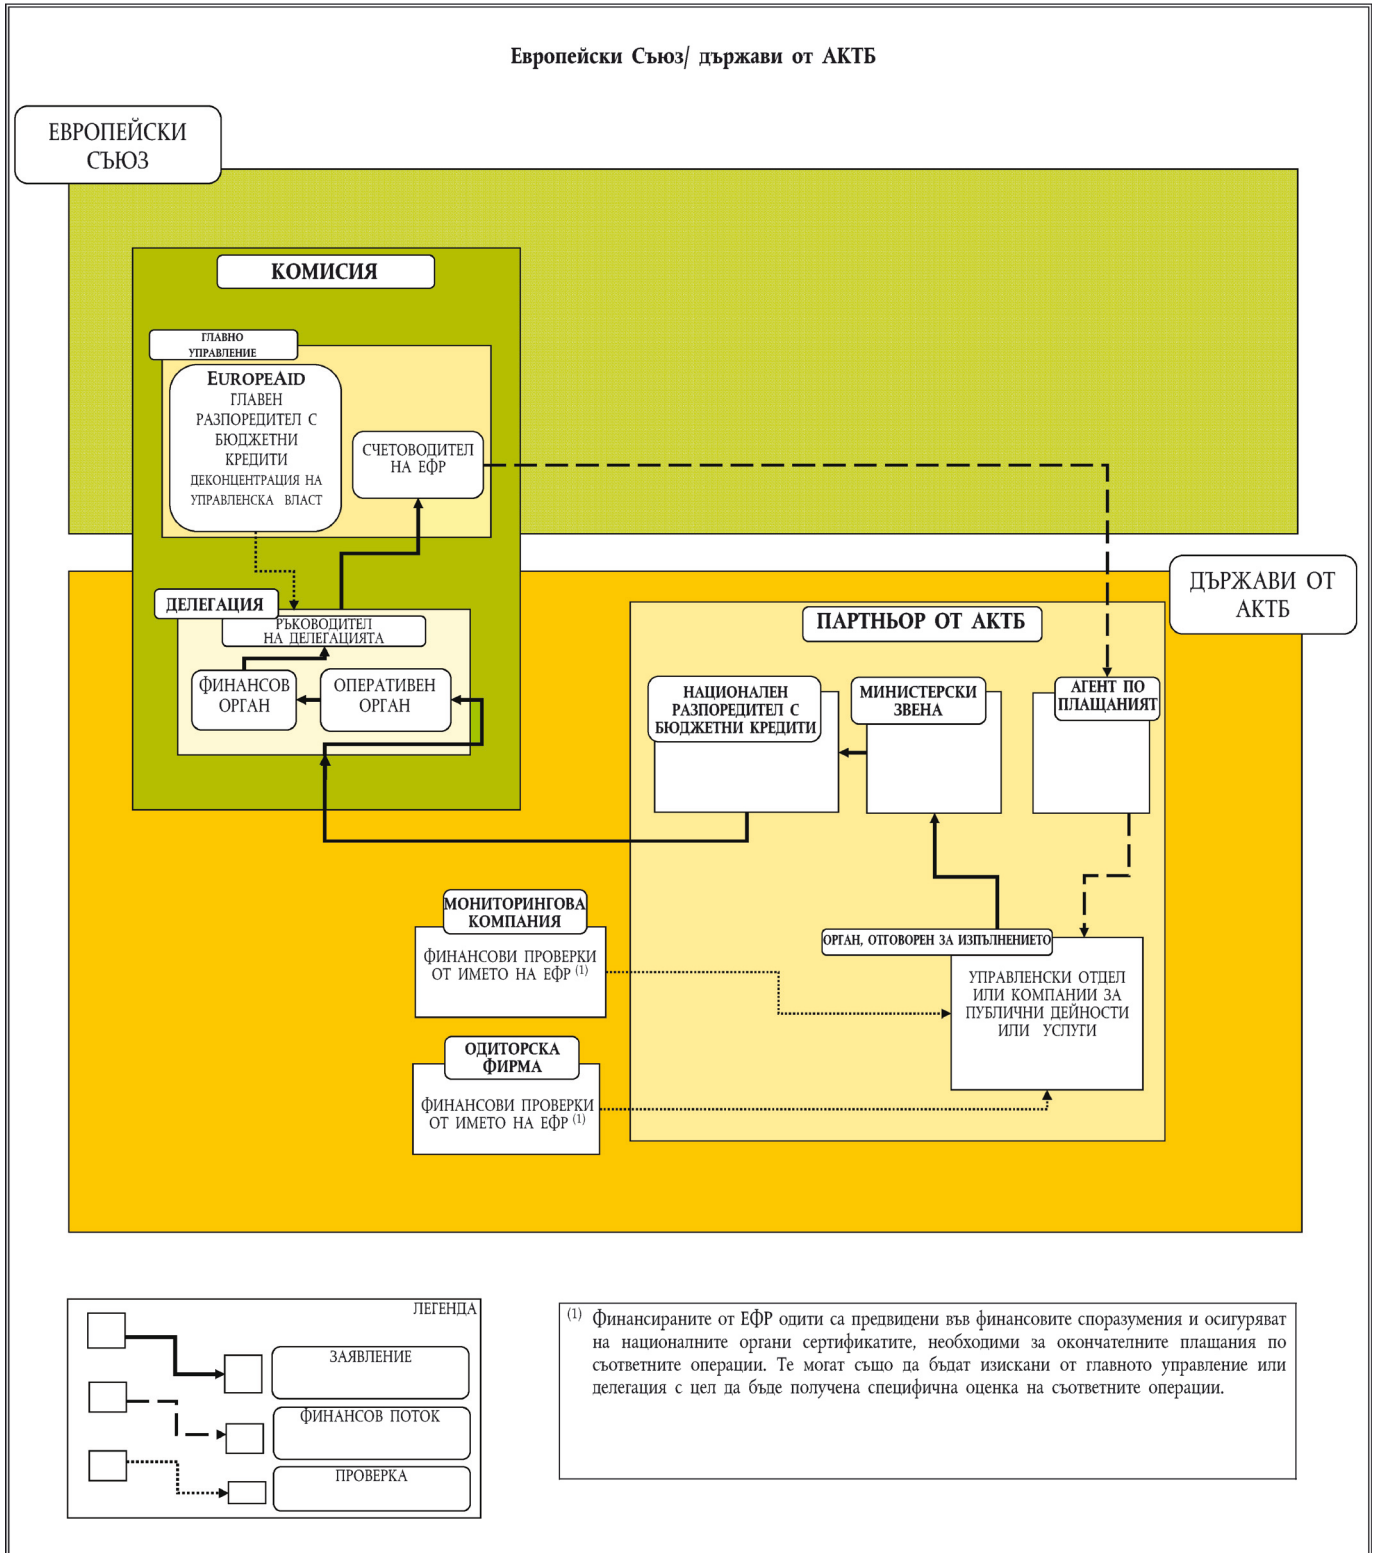 Европейски Съюз/ държави от АКТБ
ЕВРОПЕЙСКИ
СЪЮЗ
КОМИСИЯ
ГЛАВНО
УПРАВЛЕНИЕ
EUROPEAID
ГЛАВЕН
РАЗПОРЕДИТЕЛ С
БЮДЖЕТНИ
КРЕДИТИ
ДЕКОНЦЕНТРАЦИЯ НА
УПРАВЛЕНСКА ВЛАСТ
СЧЕТОВОДИТЕЛ
НА ЕФР
ДЕЛЕГАЦИЯ
РЪКОВОДИТЕЛ
НА ДЕЛЕГАЦИЯТА
ФИНАНСОВ
ОРГАН
ОПЕРАТИВЕН
ОРГАН
ДЪРЖАВИ ОТ
АКТБ
ПАРТНЬОР ОТ АКТБ
НАЦИОНАЛЕН
РАЗПОРЕДИТЕЛ С
БЮДЖЕТНИ КРЕДИТИ
МИНИСТЕРСКИ
ЗВЕНА
АГЕНТ ПО
ПЛАЩАНИЯТ
МОНИТОРИНГОВА
КОМПАНИЯ
ФИНАНСОВИ ПРОВЕРКИ
ОТ ИМЕТО НА ЕФР (1)
ОРГАН, ОТГОВОРЕН ЗА ИЗПЪЛНЕНИЕТО
УПРАВЛЕНСКИ ОТДЕЛ
ИЛИ КОМПАНИИ ЗА
ПУБЛИЧНИ ДЕЙНОСТИ
ИЛИ УСЛУГИ
ОДИТОРСКА
ФИРМА
ФИНАНСОВИ ПРОВЕРКИ
ОТ ИМЕТО НА ЕФР (1)
ЛЕГЕНДА
ЗАЯВЛЕНИЕ
ФИНАНСОВ ПОТОК
ПРОВЕРКА
(1) Финансираните от ЕФР одити са предвидени във финансовите споразумения и осигуряват
на националните органи сертификатите, необходими за окончателните плащания по
съответните операции. Те могат също да бъдат изискани от главното управление или
делегация с цел да бъде получена специфична оценка на съответните операции.